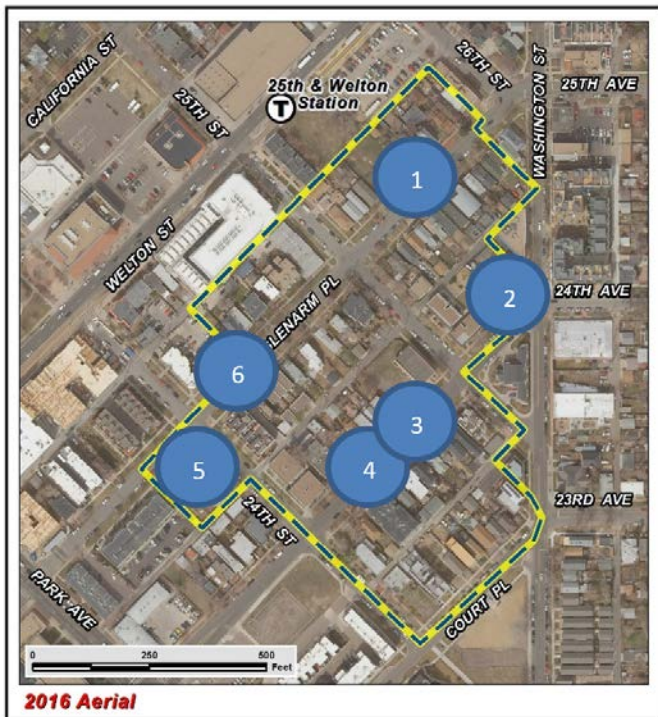 CALIFORNIA ST
25TH ST
25th & Welton
Station
T
26TH ST
WASHINGTON ST
25TH AVE
1
WELTON ST
2
24TH AVE
GLENARM PL
6
3
4
5
24TH ST
23RD AVE
PARK AVE
COURT PL
0 250 500
Feet
2016 Aerial